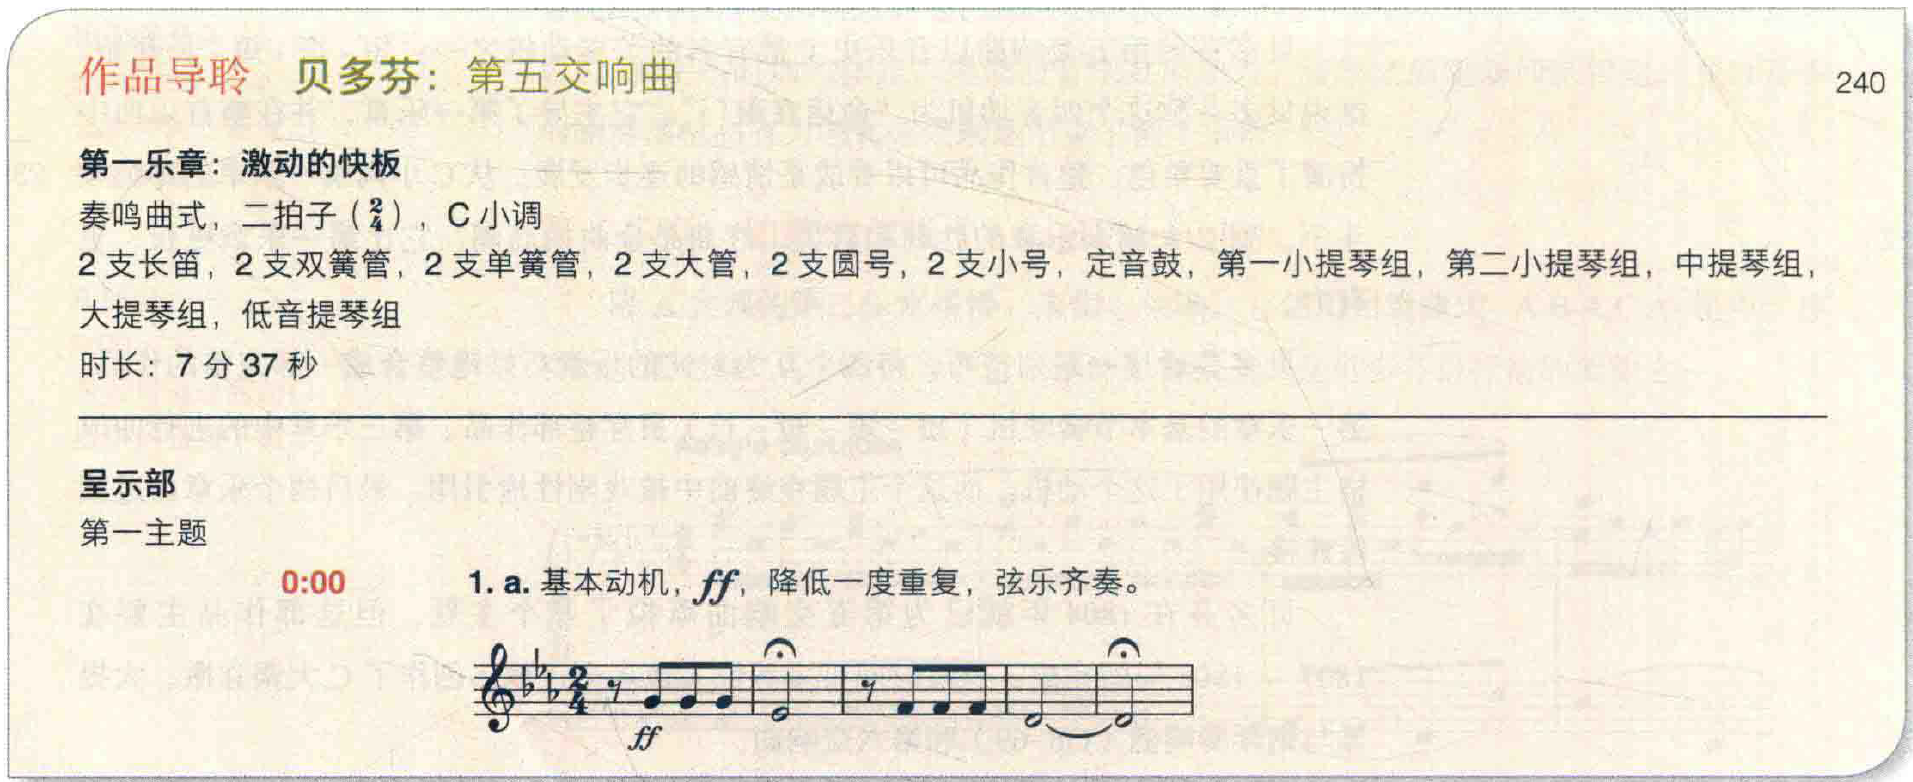 作品导聆 贝多芬：第五交响曲 240
第一乐章：激动的快板
奏鸣曲式，二拍子（2/4），C 小调
2 支长笛，2 支双簧管，2 支单簧管，2 支大管，2 支圆号，2 支小号，定音鼓，第一小提琴组，第二小提琴组，中提琴组，
大提琴组，低音提琴组
时长：7 分 37 秒
呈示部
第一主题
0:00 1. a. 基本动机，ff，降低一度重复，弦乐齐奏。
2/4
ff